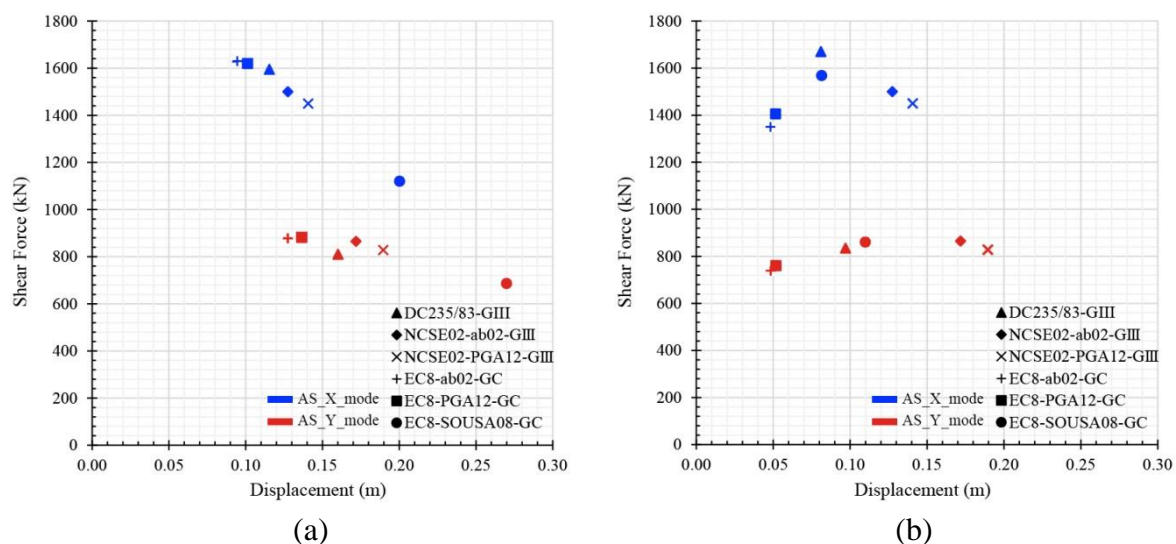 1800
1600
1400
1200
1000
800
600
400
200
0
Shear Force (kN)
DC235/83-GIII
NCSE02-ab02-GIII
NCSE02-PGA12-GIII
EC8-ab02-GC
AS_X_mode EC8-PGA12-GC
AS_Y_mode EC8-SOUSA08-GC
0.00 0.05 0.10 0.15 0.20 0.25 0.30
Displacement (m)
(a)
1800
1600
1400
1200
1000
800
600
400
200
0
Shear Force (kN)
DC235/83-GIII
NCSE02-ab02-GIII
NCSE02-PGA12-GIII
EC8-ab02-GC
AS_X_mode EC8-PGA12-GC
AS_Y_mode EC8-SOUSA08-GC
0.00 0.05 0.10 0.15 0.20 0.25 0.30
Displacement (m)
(b)